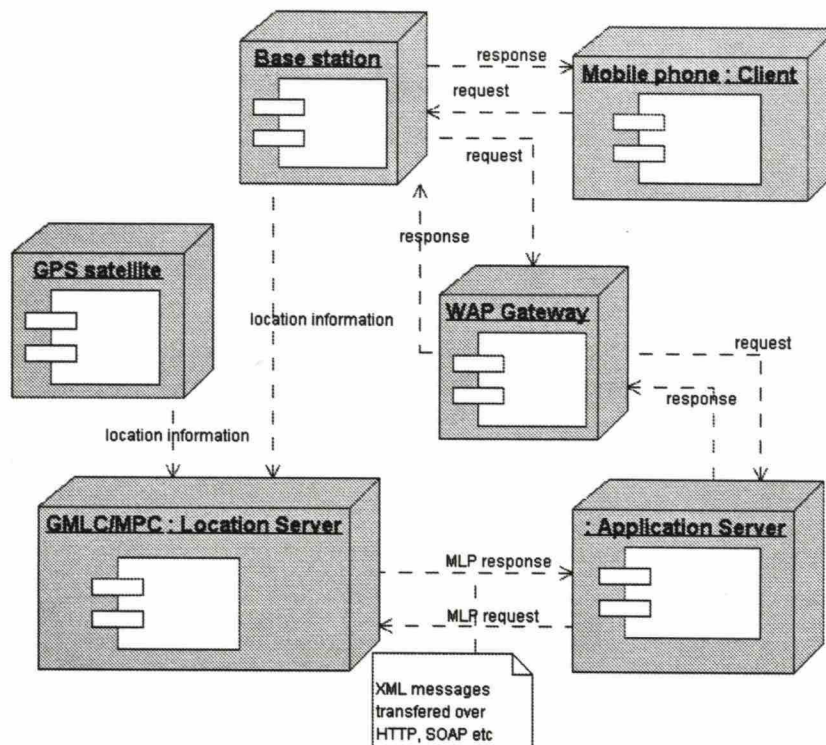 Base station
response
Mobile phone : Client
request
request
response
GPS satellite
WAP Gateway
location information
request
response
location information
GMLC/MPC : Location Server
: Application Server
MLP response
MLP request
XML messages
transfered over
HTTP, SOAP etc